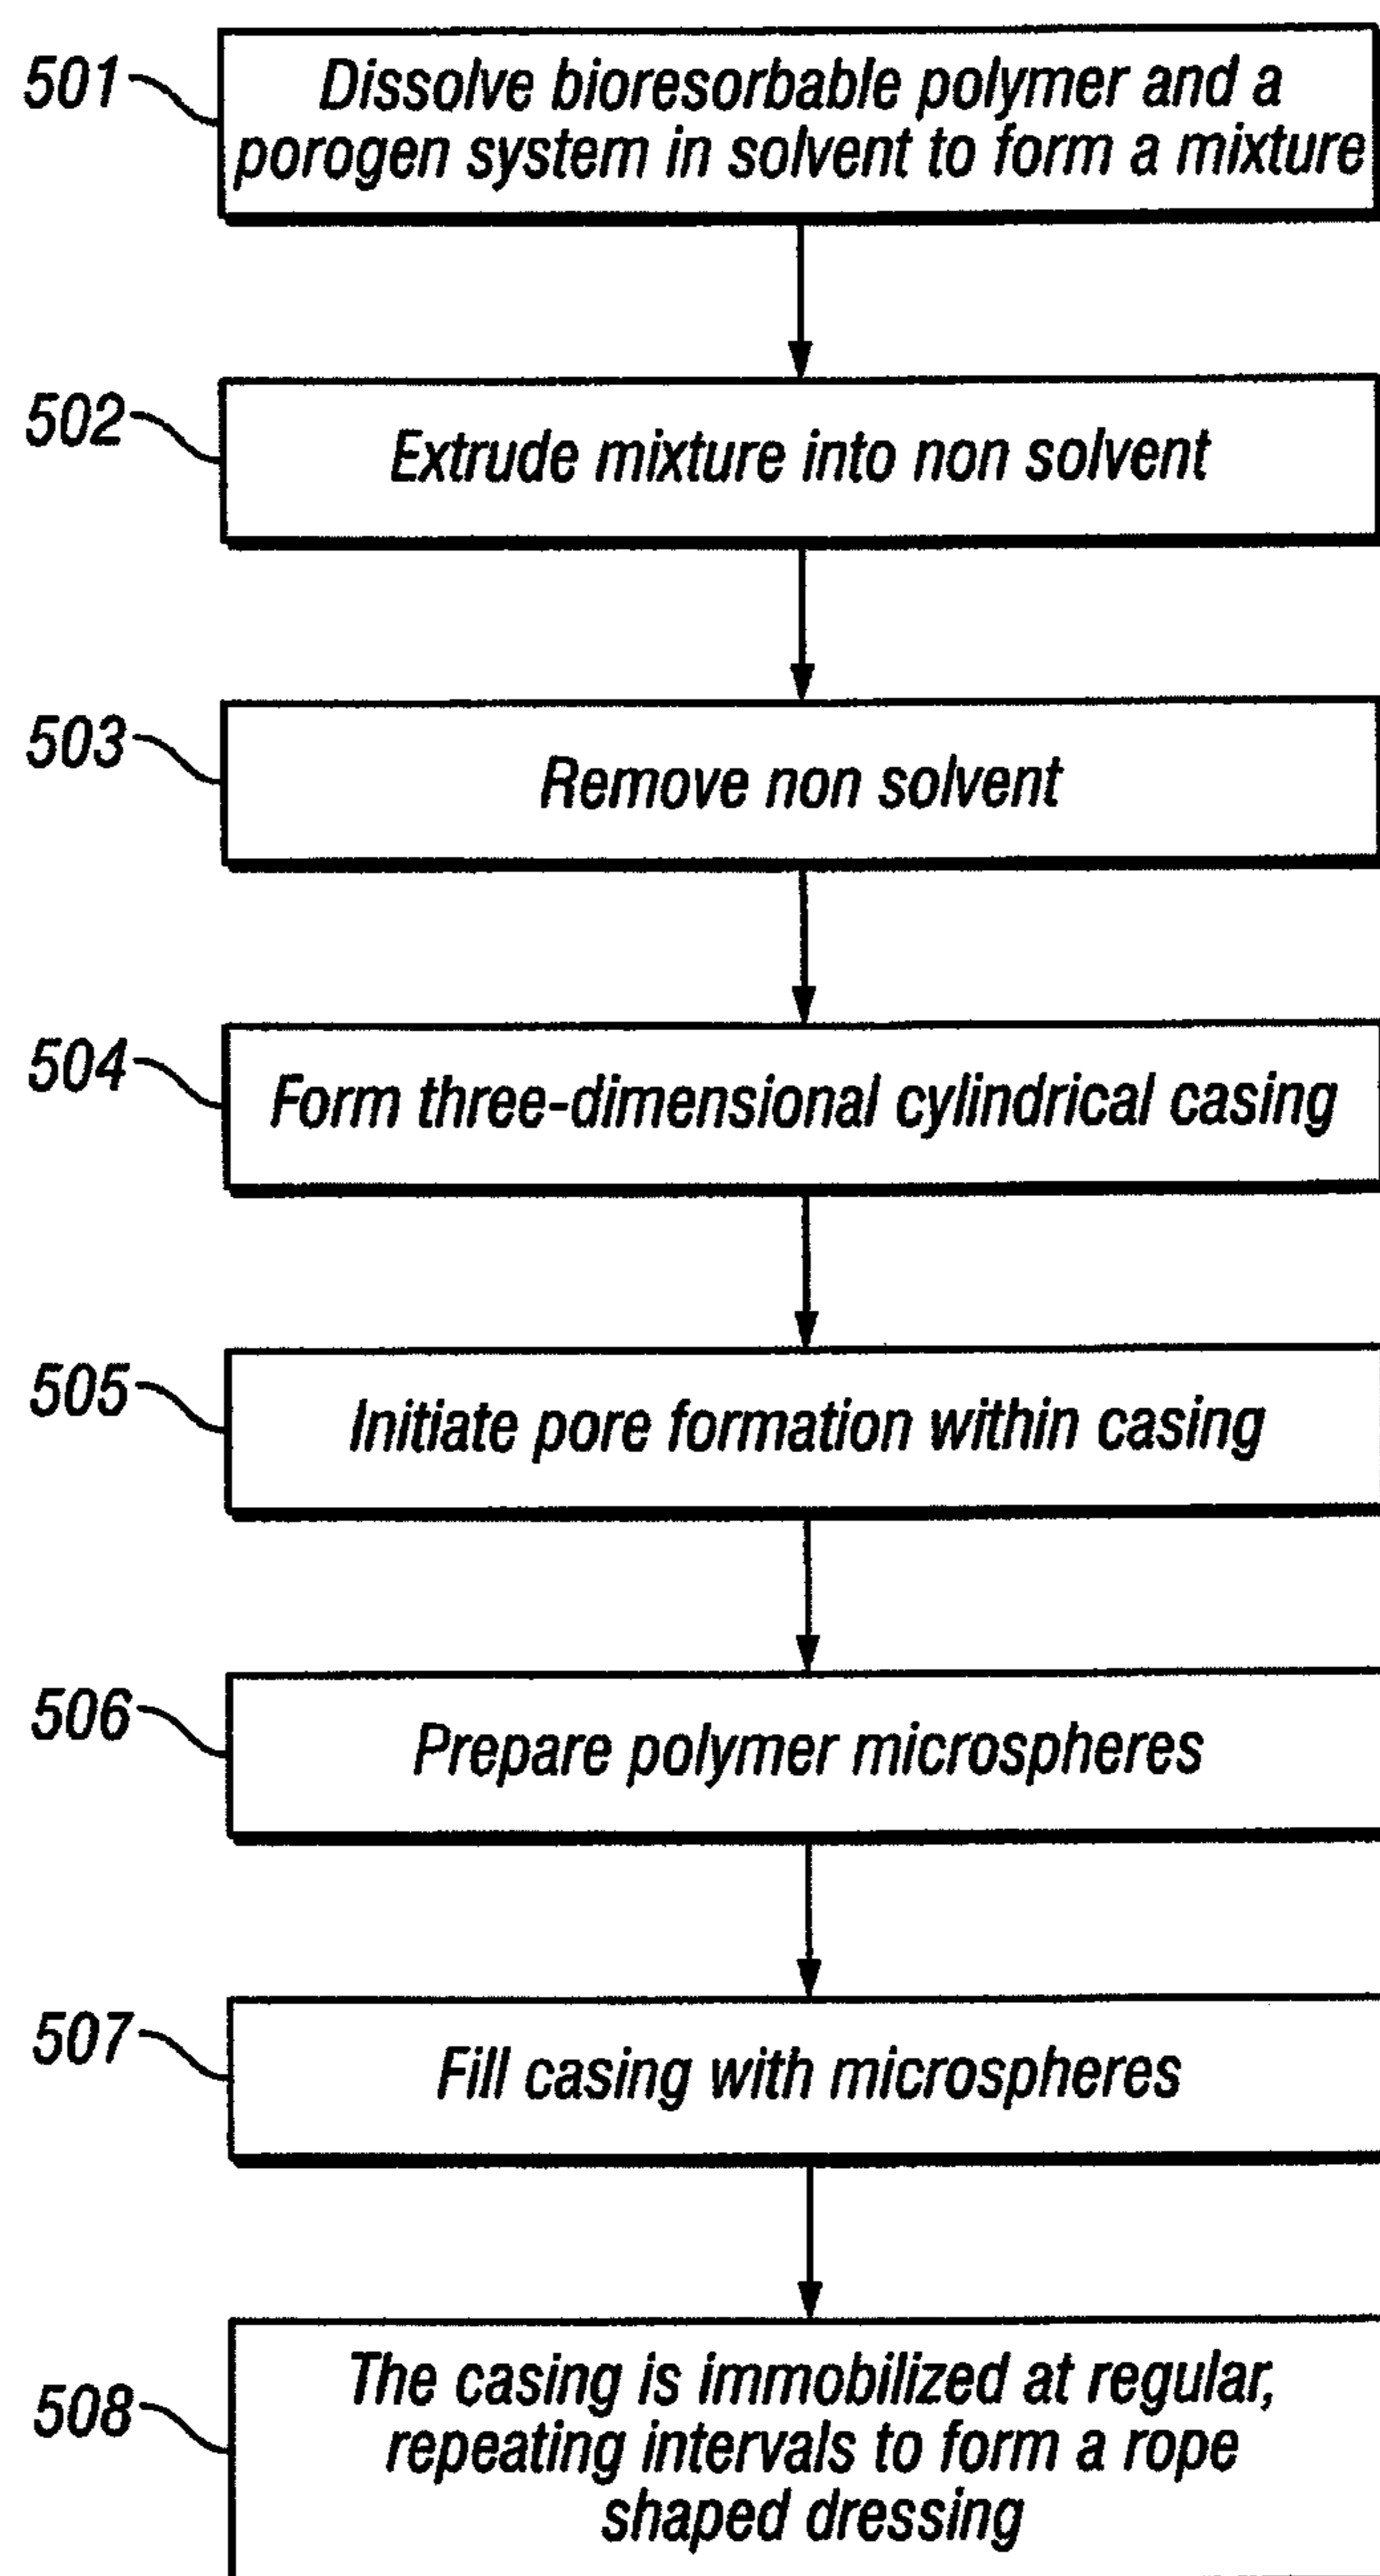 501
Dissolve bioresorbable polymer and a
porogen system in solvent to form a mixture
502
Extrude mixture into non solvent
503
Remove non solvent
504
Form three-dimensional cylindrical casing
505
Initiate pore formation within casing
506
Prepare polymer microspheres
507
Fill casing with microspheres
508
The casing is immobilized at regular,
repeating intervals to form a rope
shaped dressing